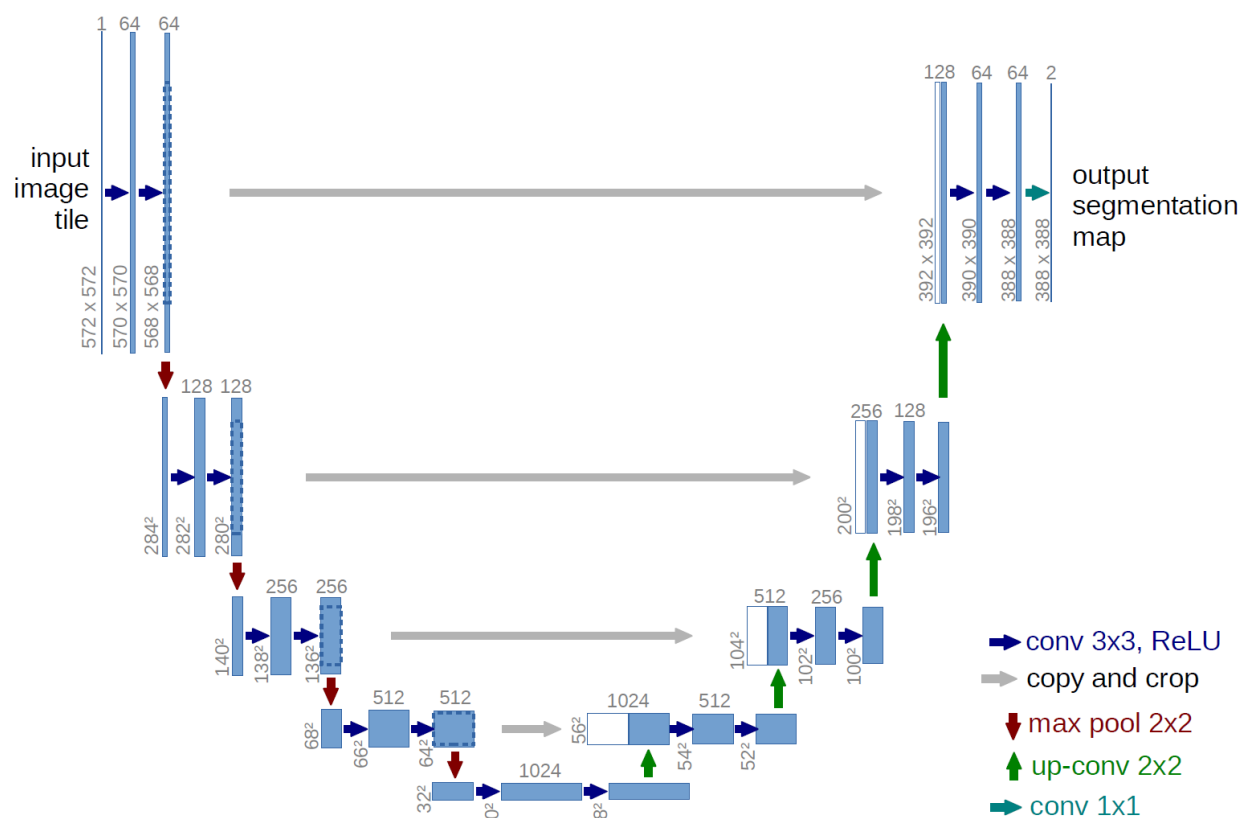 1 64 64
128 64 64 2
input
image
tile
output
segmentation
map
572 x 572
570 x 570
568 x 568
392 x 392
390 x 390
388 x 388
388 x 388
128 128
256 128
284²
282²
280²
200²
198²
196²
256 256
512 256
140²
138²
136²
104²
102²
100²
512 512
1024 512
68²
66²
64²
56²
54²
52²
1024
32²
conv 3x3, ReLU
copy and crop
max pool 2x2
up-conv 2x2
conv 1x1